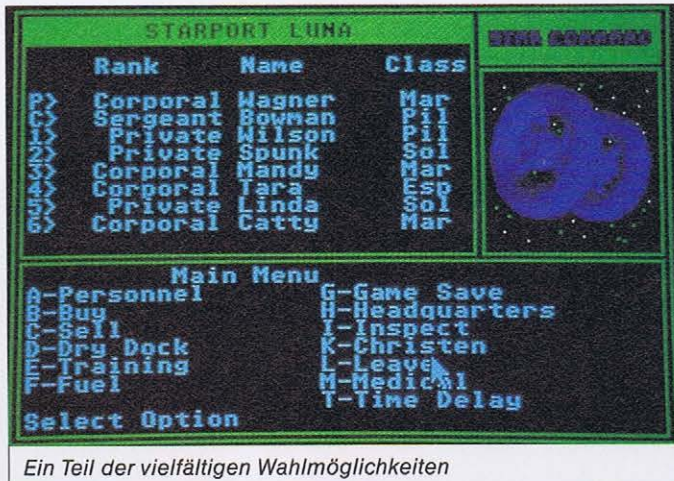 STARPORT LUNA
STAR COMMAND
Rank Name Class
P> Corporal Wagner Mar
C> Sergeant Bowman Pil
1> Private Wilson Pil
2> Private Spunk Sol
3> Corporal Mandy Mar
4> Corporal Tara Esp
5> Private Linda Sol
6> Corporal Catty Mar
Main Menu
A-Personnel G-Game Save
B-Buy H-Headquarters
C-Sell I-Inspect
D-Dry Dock K-Christen
E-Training L-Leave
F-Fuel M-Medical
T-Time Delay
Select Option
Ein Teil der vielfältigen Wahlmöglichkeiten